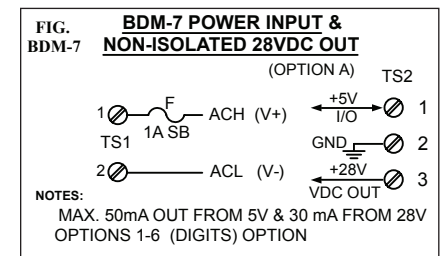 FIG.
BDM-7
BDM-7 POWER INPUT &
NON-ISOLATED 28VDC OUT
(OPTION A)
TS2
1
F
1A SB
ACH (V+)
+5V
I/O
1
TS1
GND
2
2
ACL (V-)
+28V
VDC OUT
3
NOTES:
MAX. 50mA OUT FROM 5V & 30 mA FROM 28V
OPTIONS 1-6 (DIGITS) OPTION